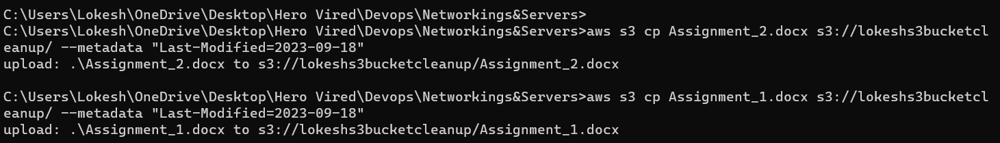 C:\Users\Lokesh\OneDrive\Desktop\Hero Vired\Devops\Networkings&Servers>
C:\Users\Lokesh\OneDrive\Desktop\Hero Vired\Devops\Networkings&Servers>aws s3 cp Assignment_2.docx s3://lokeshs3bucketcl
eanup/ --metadata "Last-Modified=2023-09-18"
upload: .\Assignment_2.docx to s3://lokeshs3bucketcleanup/Assignment_2.docx
C:\Users\Lokesh\OneDrive\Desktop\Hero Vired\Devops\Networkings&Servers>aws s3 cp Assignment_1.docx s3://lokeshs3bucketcl
eanup/ --metadata "Last-Modified=2023-09-18"
upload: .\Assignment_1.docx to s3://lokeshs3bucketcleanup/Assignment_1.docx